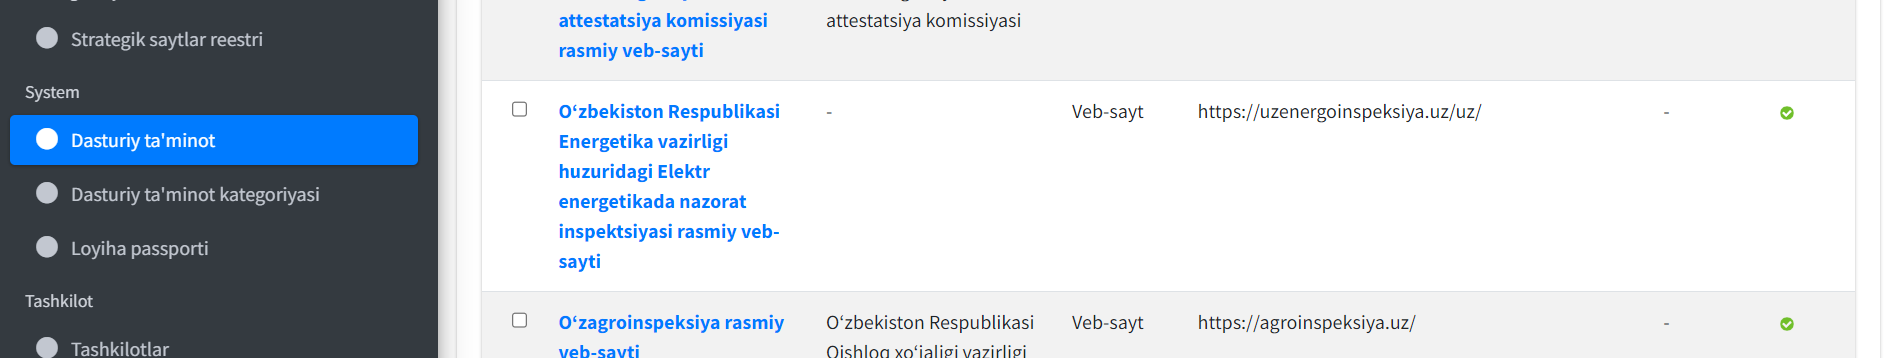 Strategik saytlar reestri
System
Dasturiy ta'minot
Dasturiy ta'minot kategoriyasi
Loyiha passporti
Tashkilot
Tashkilotlar
attestatsiya komissiyasi
rasmiy veb-sayti
attestatsiya komissiyasi
O‘zbekiston Respublikasi
Energetika vazirligi
huzuridagi Elektr
energetikada nazorat
inspektsiyasi rasmiy veb-
sayti
-
Veb-sayt
https://uzenergoinspeksiya.uz/uz/
-
O‘zagroinspeksiya rasmiy
veb-sayti
O‘zbekiston Respublikasi
Qishloq xo‘jaligi vazirligi
Veb-sayt
https://agroinspeksiya.uz/
-